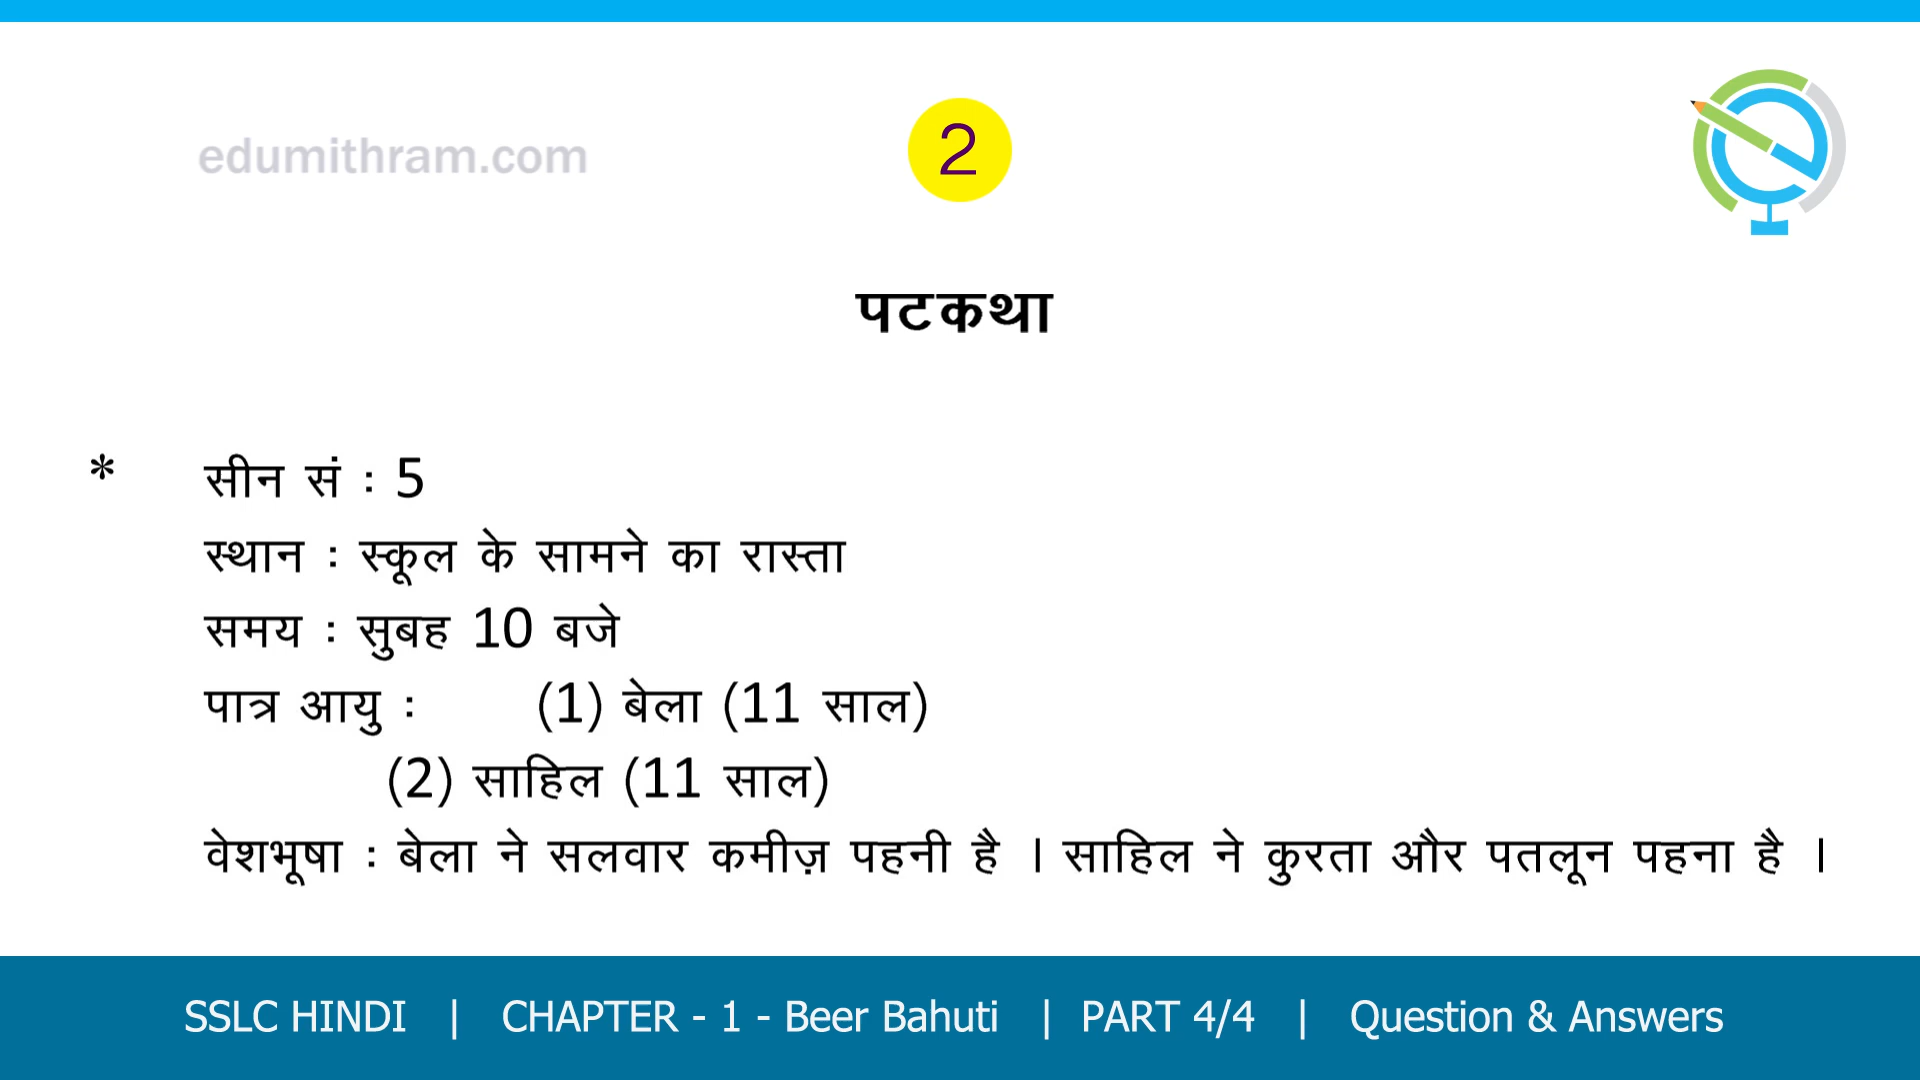 edumithram.com
2
पटकथा
* सीन सं : 5
स्थान : स्कूल के सामने का रास्ता
समय : सुबह 10 बजे
पात्र आयु : (1) बेला (11 साल)
(2) साहिल (11 साल)
वेशभूषा : बेला ने सलवार कमीज़ पहनी है । साहिल ने कुरता और पतलून पहना है ।
SSLC HINDI | CHAPTER - 1 - Beer Bahuti | PART 4/4 | Question & Answers